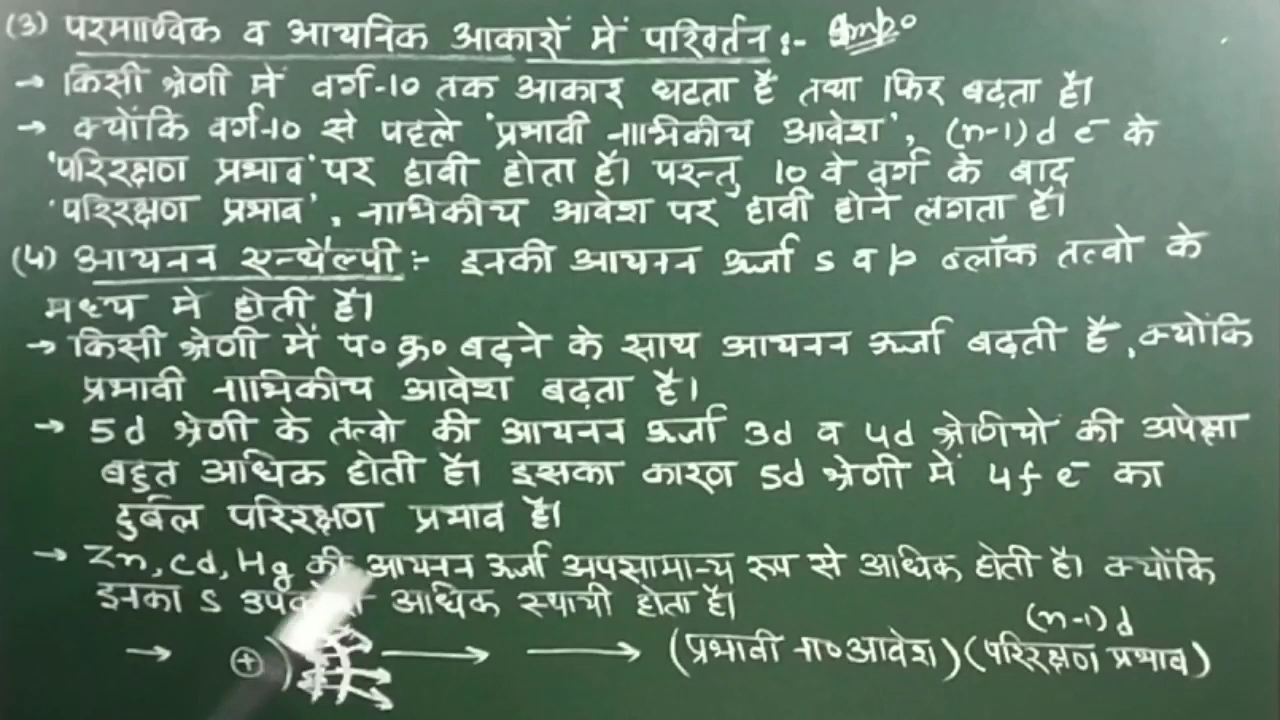 (3) परमाण्विक व आयनिक आकारों में परिवर्तन :- Imp०
→ किसी श्रेणी में वर्ग-10 तक आकार घटता है तथा फिर बढ़ता है।
→ क्योंकि वर्ग-10 से पहले 'प्रभावी नाभिकीय आवेश', (n-1) d e⁻ के
'परिरक्षण प्रभाव' पर हावी होता है। परन्तु 10 वे वर्ग के बाद
'परिरक्षण प्रभाव', नाभिकीय आवेश पर हावी होने लगता है।
(4) आयनन एन्थैल्पी :- इनकी आयनन ऊर्जा s व p ब्लॉक तत्वो के
मध्य मे होती है।
→ किसी श्रेणी में प० क्र० बढ़ने के साथ आयनन ऊर्जा बढ़ती है, क्योंकि
प्रभावी नाभिकीय आवेश बढ़ता है।
→ 5d श्रेणी के तत्वो की आयनन ऊर्जा 3d व 4d श्रेणियो की अपेक्षा
बहुत अधिक होती है। इसका कारण 5d श्रेणी में 4f e⁻ का
दुर्बल परिरक्षण प्रभाव है।
→ Zn, Cd, Hg की आयनन ऊर्जा अपसामान्य रूप से अधिक होती है। क्योंकि
इनका s अधिक स्थायी होता है।
(n-1) d
→ (+) → → (प्रभावी ना० आवेश) (परिरक्षण प्रभाव)